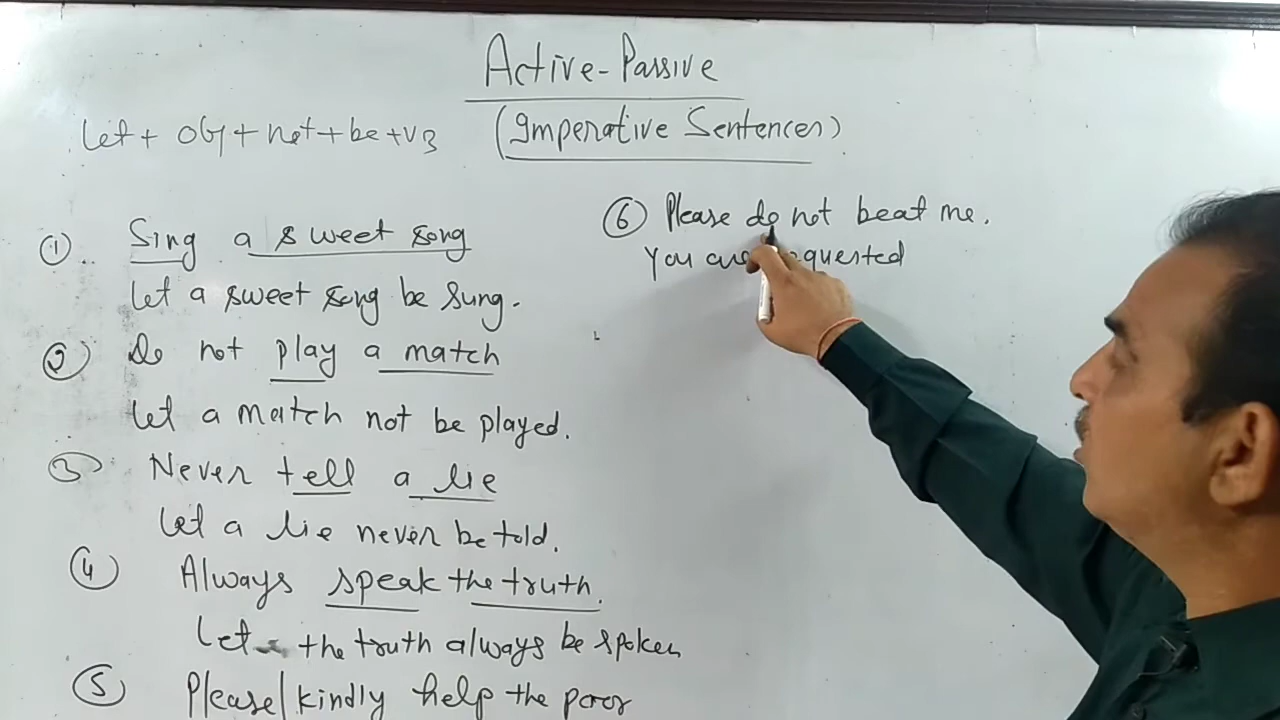 Active-Passive
Let + obj + not + be + v3
(Imperative Sentences)
① Sing a sweet song
Let a sweet song be sung.
② Do not play a match
Let a match not be played.
③ Never tell a lie
Let a lie never be told.
④ Always speak the truth.
Let the truth always be spoken
⑤ Please/kindly help the poor
⑥ Please do not beat me.
You are requested